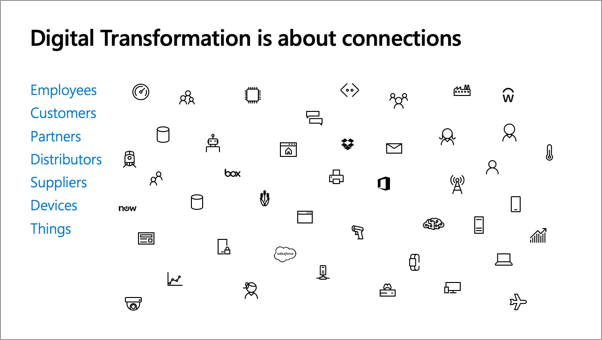 Digital Transformation is about connections
Employees
Customers
Partners
Distributors
Suppliers
Devices
Things
w
box
now
salesforce